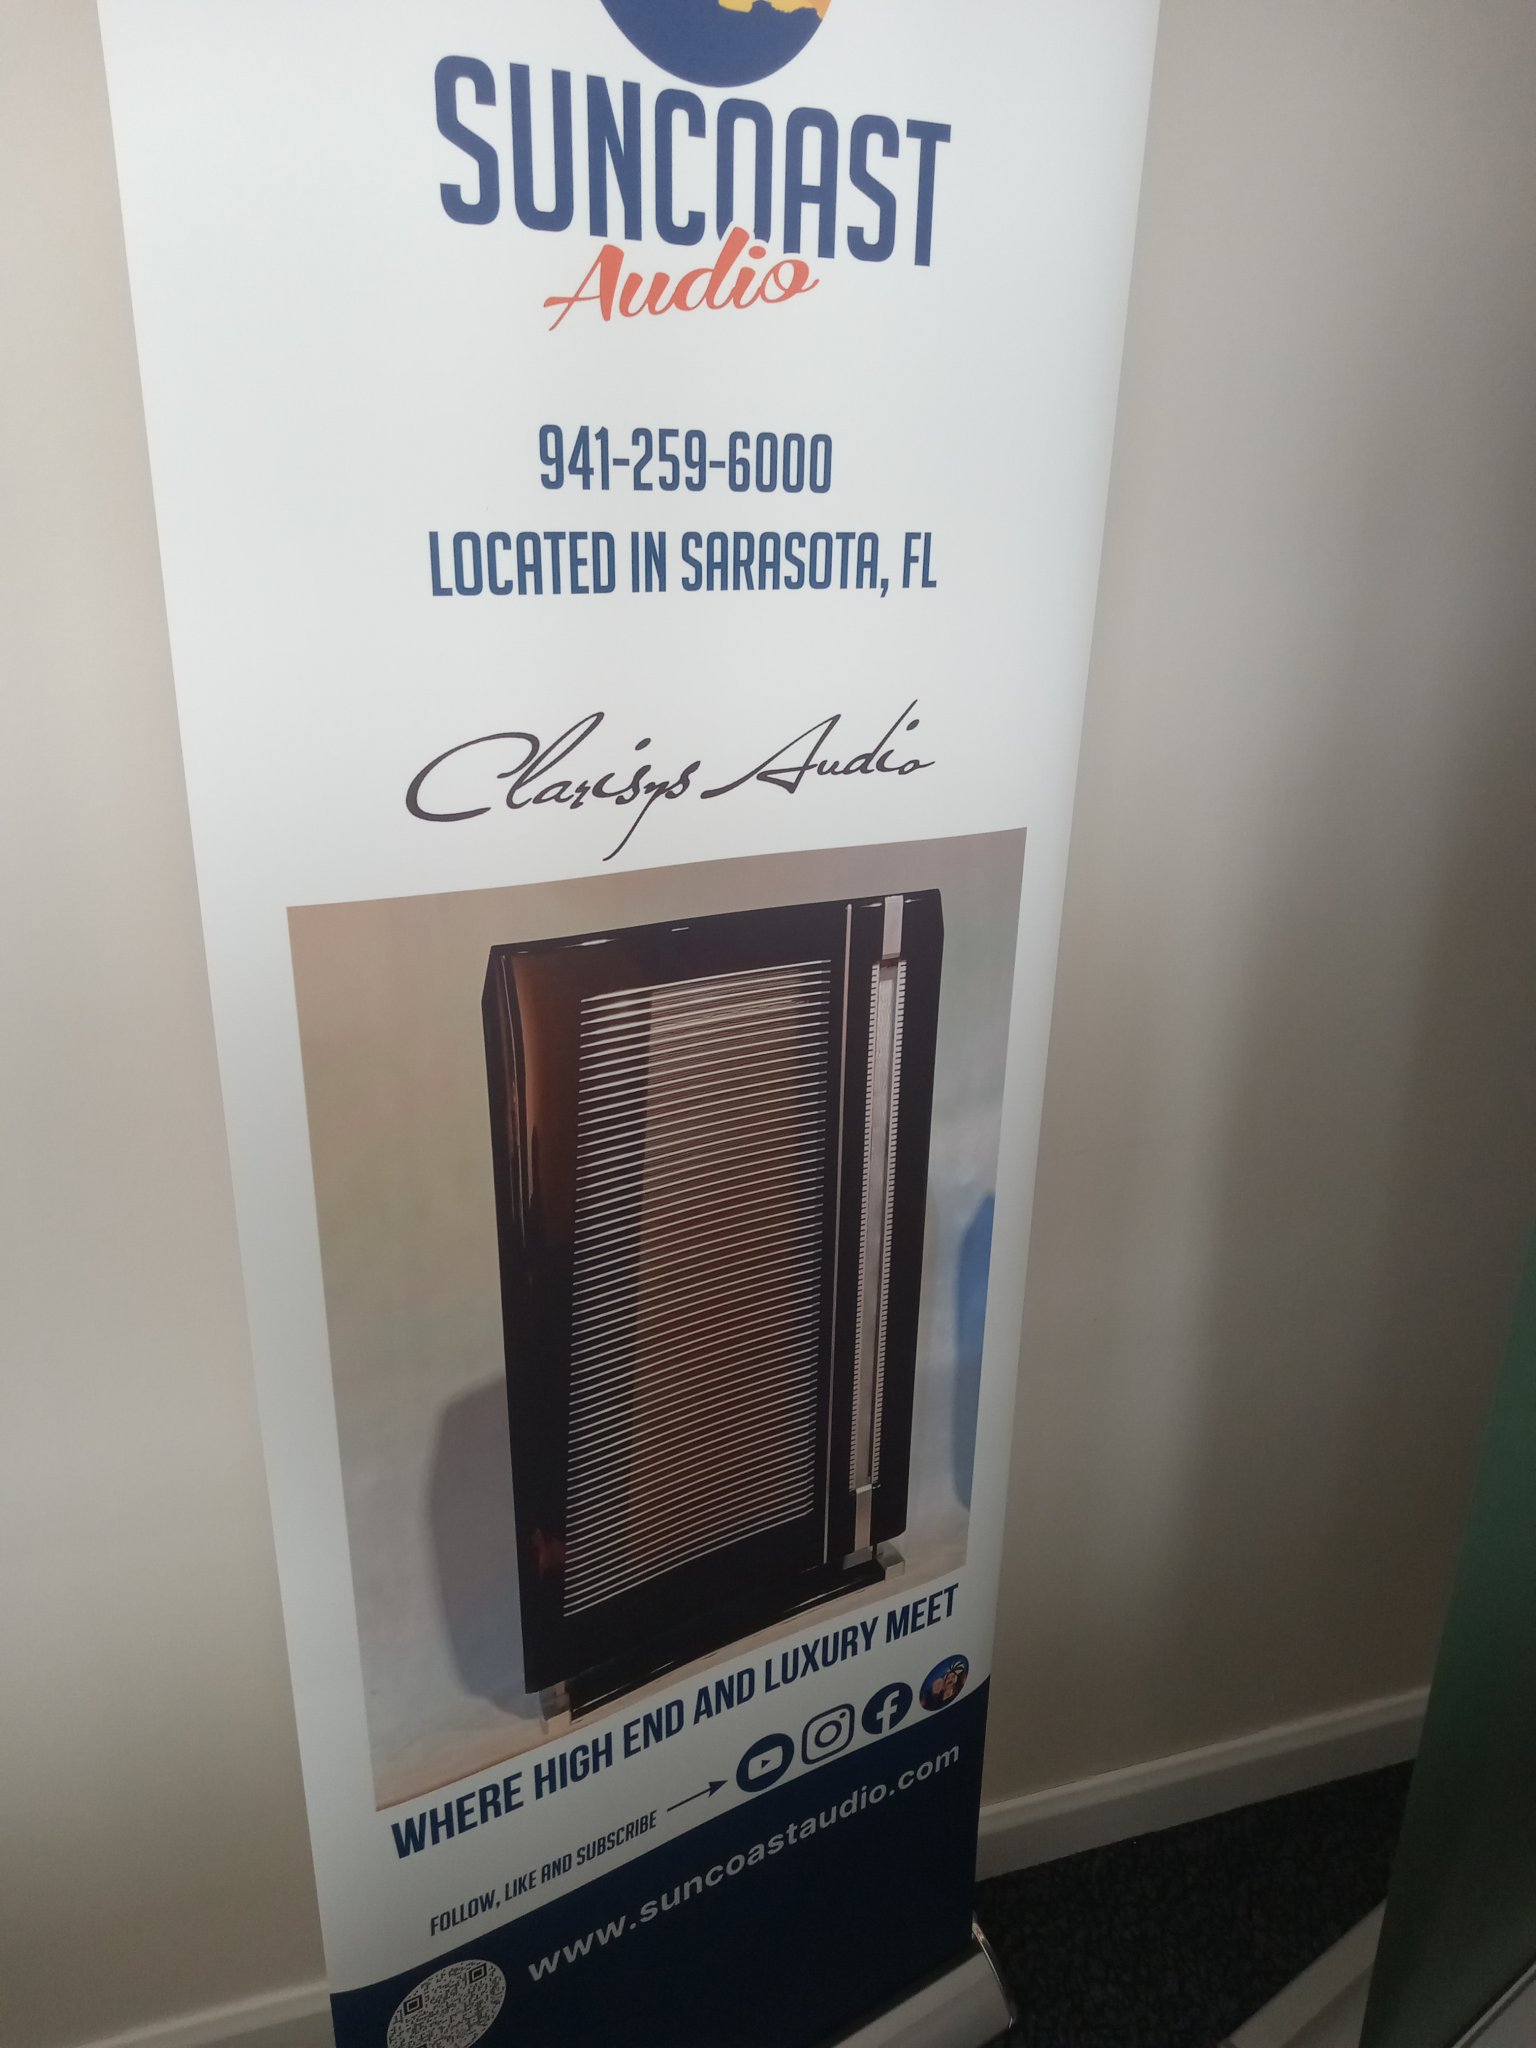 SUNCOAST
Audio
941-259-6000
LOCATED IN SARASOTA, FL
Clarisys Audio
WHERE HIGH END AND LUXURY MEET
FOLLOW, LIKE AND SUBSCRIBE
www.suncoastaudio.com